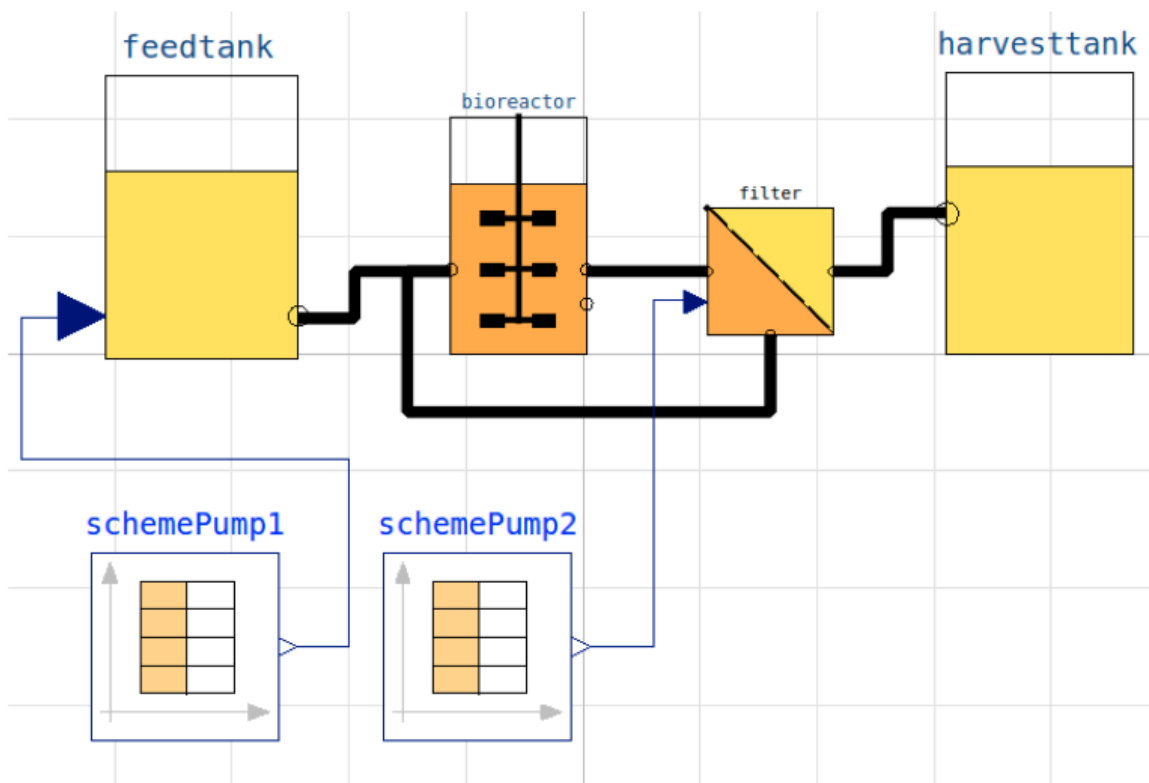 feedtank
harvesttank
bioreactor
filter
schemePump1
schemePump2